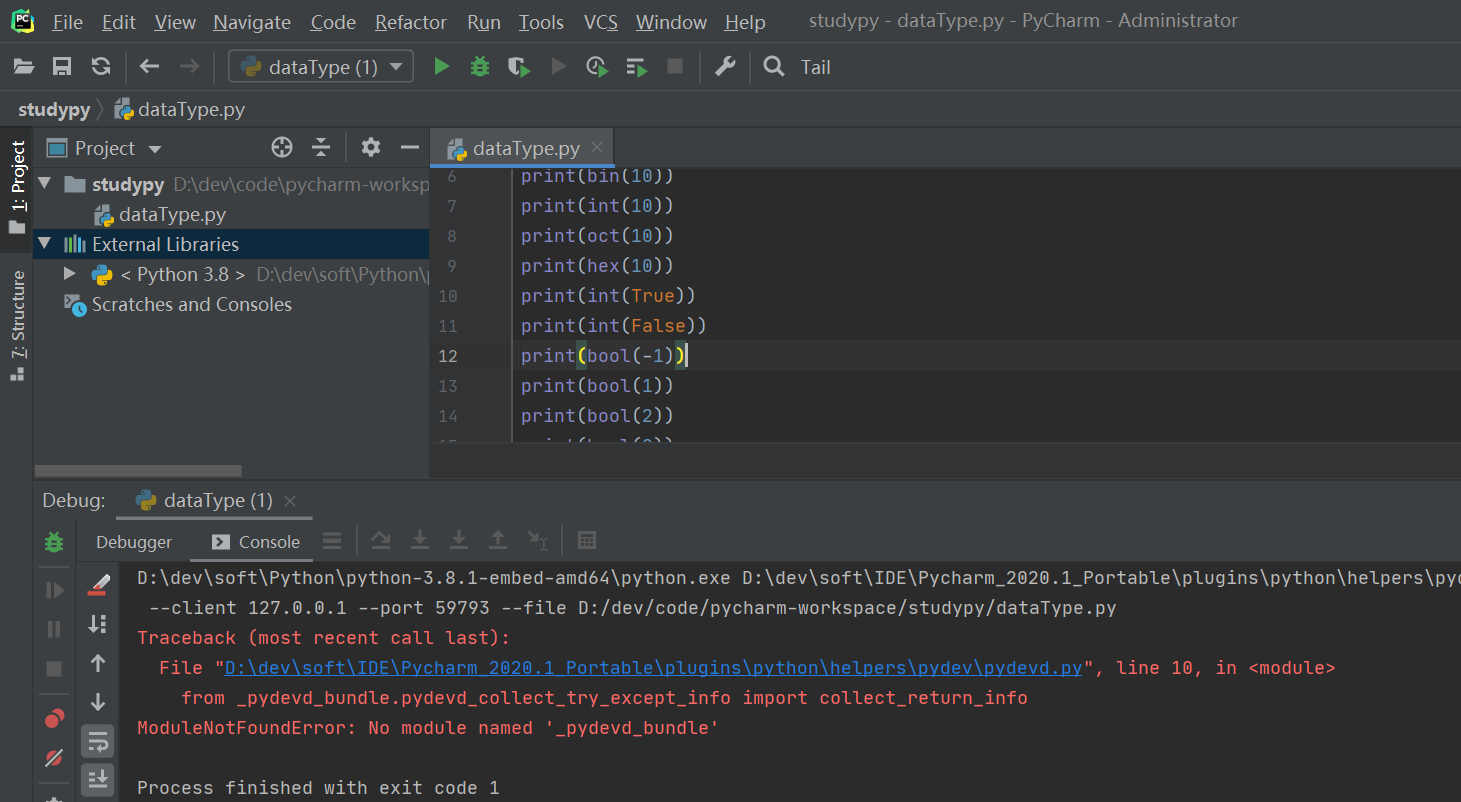 File Edit View Navigate Code Refactor Run Tools VCS Window Help studypy - dataType.py - PyCharm - Administrator
dataType (1) Tail
studypy dataType.py
1: Project
7: Structure
Project
studypy D:\dev\code\pycharm-worksp
dataType.py
External Libraries
< Python 3.8 > D:\dev\soft\Python\p
Scratches and Consoles
dataType.py
6 print(bin(10))
7 print(int(10))
8 print(oct(10))
9 print(hex(10))
10 print(int(True))
11 print(int(False))
12 print(bool(-1))
13 print(bool(1))
14 print(bool(2))
Debug: dataType (1)
Debugger Console
D:\dev\soft\Python\python-3.8.1-embed-amd64\python.exe D:\dev\soft\IDE\Pycharm_2020.1_Portable\plugins\python\helpers\pyd
--client 127.0.0.1 --port 59793 --file D:/dev/code/pycharm-workspace/studypy/dataType.py
Traceback (most recent call last):
File "D:\dev\soft\IDE\Pycharm_2020.1_Portable\plugins\python\helpers\pydev\pydevd.py", line 10, in <module>
from _pydevd_bundle.pydevd_collect_try_except_info import collect_return_info
ModuleNotFoundError: No module named '_pydevd_bundle'
Process finished with exit code 1